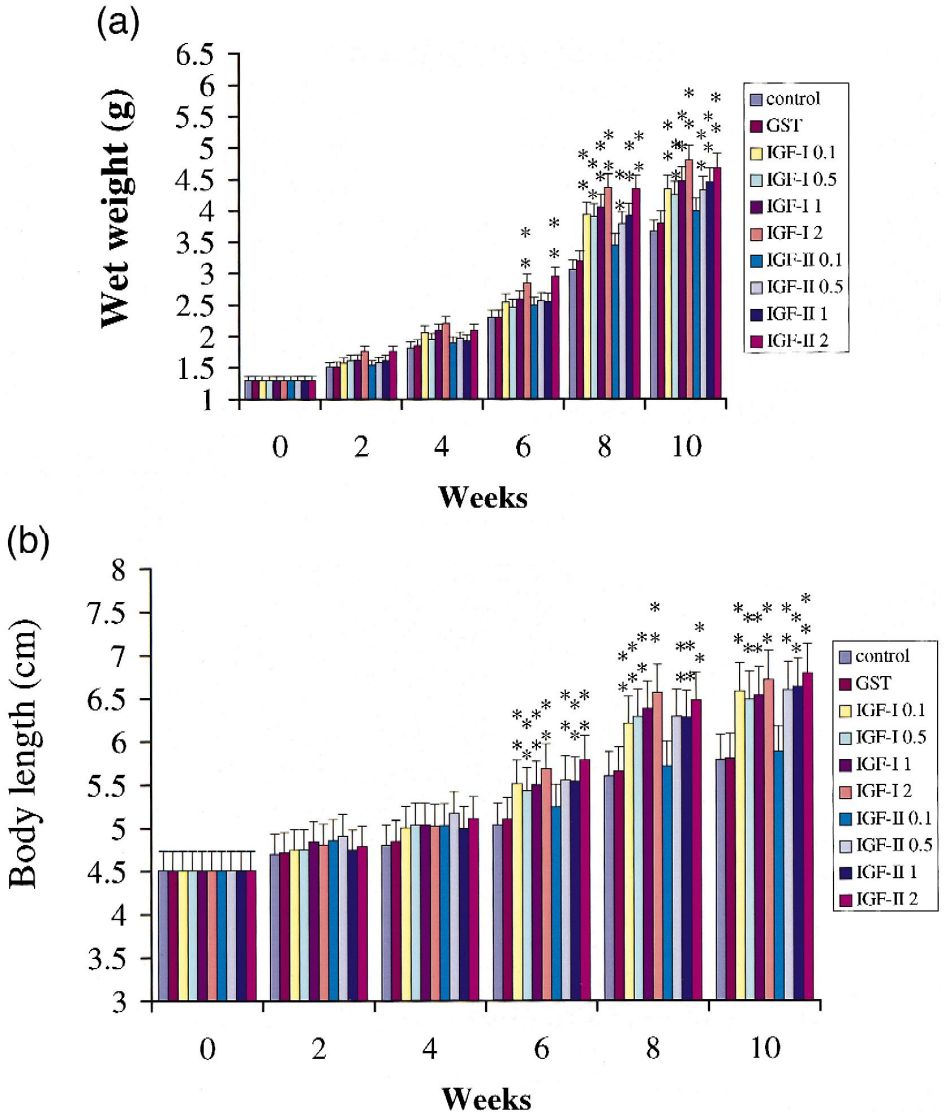 (a)
Wet weight (g)
6.5
6
5.5
5
4.5
4
3.5
3
2.5
2
1.5
1
0 2 4 6 8 10
Weeks
control
GST
IGF-I 0.1
IGF-I 0.5
IGF-I 1
IGF-I 2
IGF-II 0.1
IGF-II 0.5
IGF-II 1
IGF-II 2
(b)
Body length (cm)
8
7.5
7
6.5
6
5.5
5
4.5
4
3.5
3
0 2 4 6 8 10
Weeks
control
GST
IGF-I 0.1
IGF-I 0.5
IGF-I 1
IGF-I 2
IGF-II 0.1
IGF-II 0.5
IGF-II 1
IGF-II 2